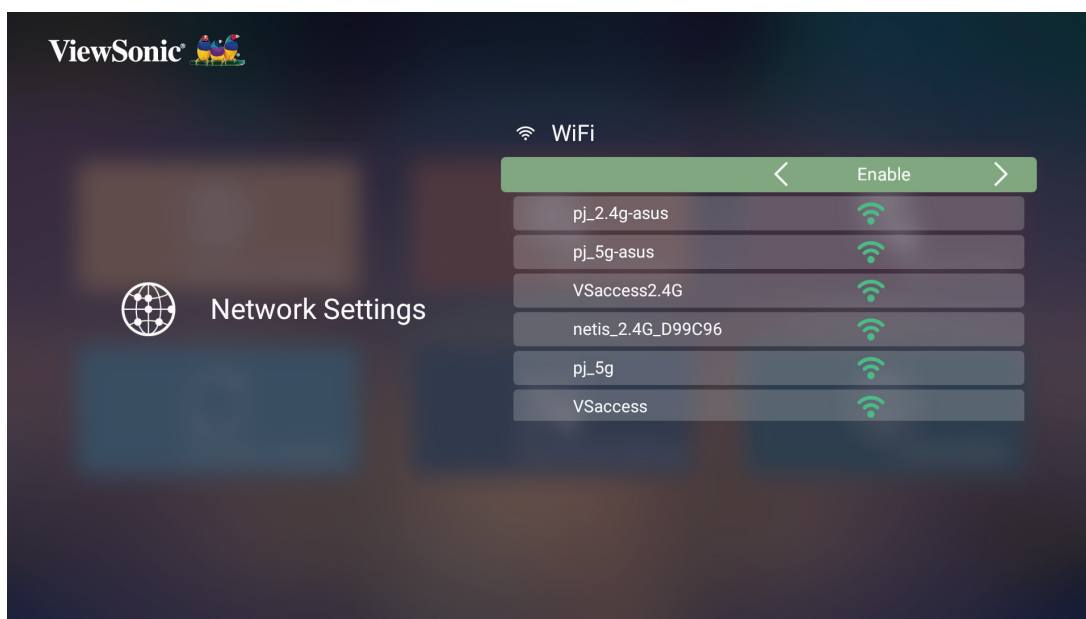 ViewSonic®
WiFi
Enable
pj_2.4g-asus
pj_5g-asus
VSaccess2.4G
Network Settings
netis_2.4G_D99C96
pj_5g
VSaccess